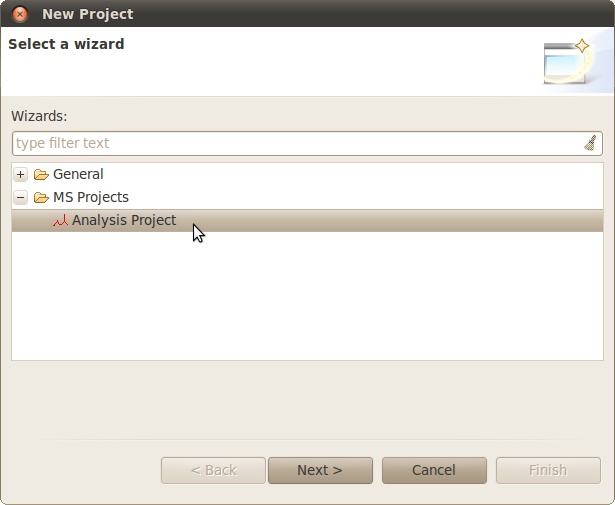 New Project
Select a wizard
Wizards:
type filter text
General
MS Projects
Analysis Project
< Back Next > Cancel Finish